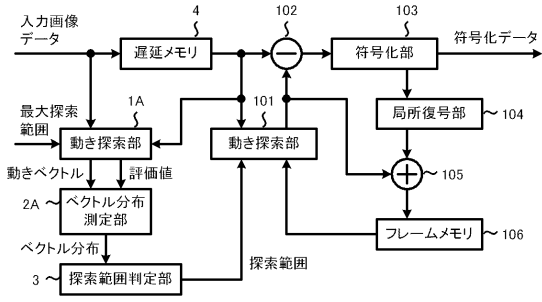 入力画像
データ
4
遅延メモリ
102
103
符号化部
符号化データ
最大探索
範囲
1A
動き探索部
101
動き探索部
局所復号部
104
動きベクトル
評価値
105
2A
ベクトル分布
測定部
フレームメモリ
106
ベクトル分布
探索範囲
3
探索範囲判定部